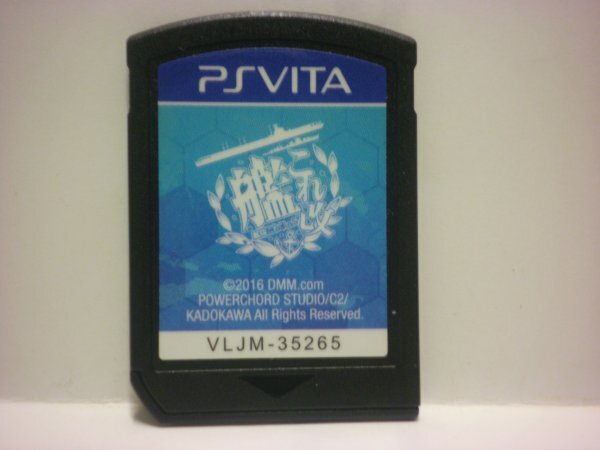 PSVITA
艦これ改
©2016 DMM.com
POWERCHORD STUDIO/C2/
KADOKAWA All Rights Reserved.
VLJM-35265